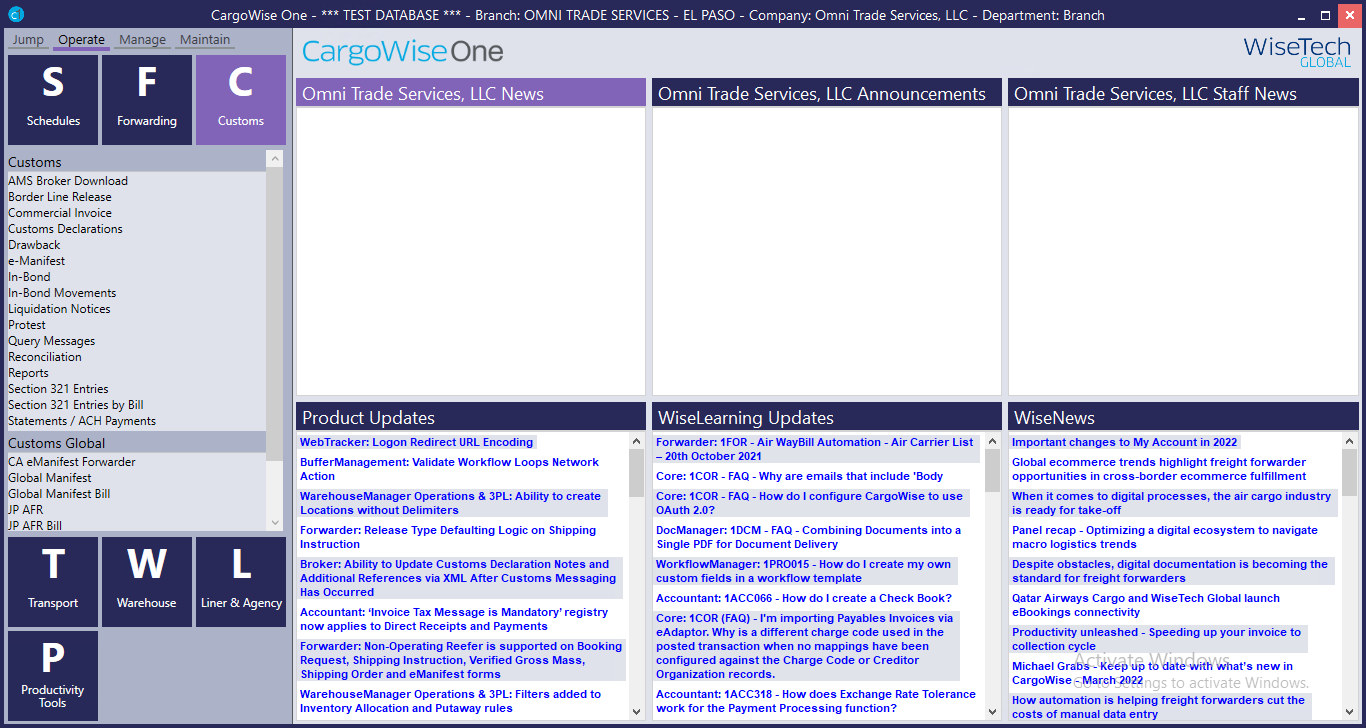 CargoWise One - *** TEST DATABASE *** - Branch: OMNI TRADE SERVICES - EL PASO - Company: Omni Trade Services, LLC - Department: Branch
Jump Operate Manage Maintain
S F C
Schedules Forwarding Customs
Customs
AMS Broker Download
Border Line Release
Commercial Invoice
Customs Declarations
Drawback
e-Manifest
In-Bond
In-Bond Movements
Liquidation Notices
Protest
Query Messages
Reconciliation
Reports
Section 321 Entries
Section 321 Entries by Bill
Statements / ACH Payments
Customs Global
CA eManifest Forwarder
Global Manifest
Global Manifest Bill
JP AFR
JP AFR Bill
T W L
Transport Warehouse Liner & Agency
P
Productivity
Tools
CargoWise One
WiseTech
GLOBAL
Omni Trade Services, LLC News
Omni Trade Services, LLC Announcements
Omni Trade Services, LLC Staff News
Product Updates
WebTracker: Logon Redirect URL Encoding
BufferManagement: Validate Workflow Loops Network
Action
WarehouseManager Operations & 3PL: Ability to create
Locations without Delimiters
Forwarder: Release Type Defaulting Logic on Shipping
Instruction
Broker: Ability to Update Customs Declaration Notes and
Additional References via XML After Customs Messaging
Has Occurred
Accountant: ‘Invoice Tax Message is Mandatory’ registry
now applies to Direct Receipts and Payments
Forwarder: Non-Operating Reefer is supported on Booking
Request, Shipping Instruction, Verified Gross Mass,
Shipping Order and eManifest forms
WarehouseManager Operations & 3PL: Filters added to
Inventory Allocation and Putaway rules
WiseLearning Updates
Forwarder: 1FOR - Air WayBill Automation - Air Carrier List
– 20th October 2021
Core: 1COR - FAQ - Why are emails that include 'Body
Core: 1COR - FAQ - How do I configure CargoWise to use
OAuth 2.0?
DocManager: 1DCM - FAQ - Combining Documents into a
Single PDF for Document Delivery
WorkflowManager: 1PRO015 - How do I create my own
custom fields in a workflow template
Accountant: 1ACC066 - How do I create a Check Book?
Core: 1COR (FAQ) - I'm importing Payables Invoices via
eAdaptor. Why is a different charge code used in the
posted transaction when no mappings have been
configured against the Charge Code or Creditor
Organization records.
Accountant: 1ACC318 - How does Exchange Rate Tolerance
work for the Payment Processing function?
WiseNews
Important changes to My Account in 2022
Global ecommerce trends highlight freight forwarder
opportunities in cross-border ecommerce fulfillment
When it comes to digital processes, the air cargo industry
is ready for take-off
Panel recap - Optimizing a digital ecosystem to navigate
macro logistics trends
Despite obstacles, digital documentation is becoming the
standard for freight forwarders
Qatar Airways Cargo and WiseTech Global launch
eBookings connectivity
Productivity unleashed - Speeding up your invoice to
collection cycle
Michael Grabs - Keep up to date with what's new in
CargoWise - March 2022
How automation is helping freight forwarders cut the
costs of manual data entry
Activate Windows
Go to Settings to activate Windows.